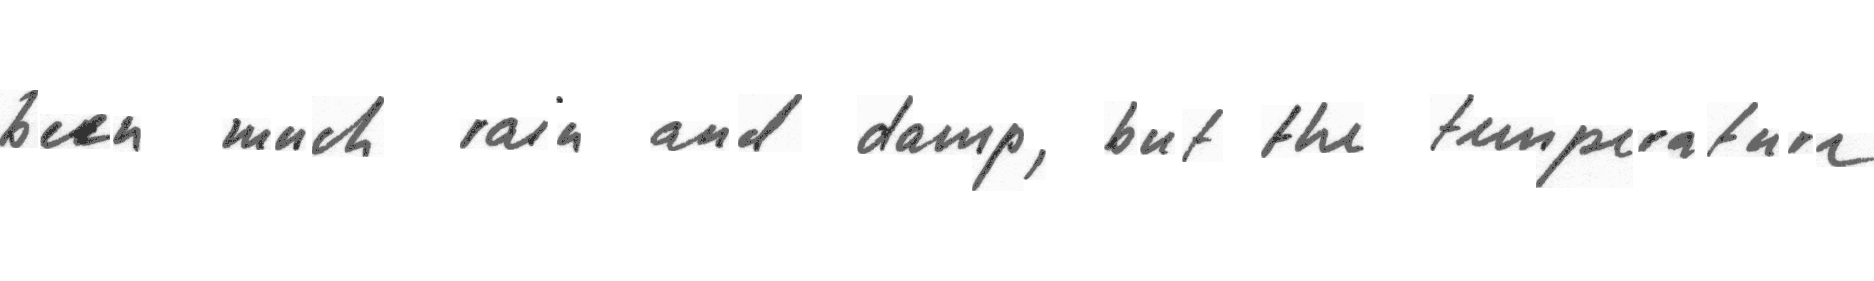 been much rain and damp, but the temperature